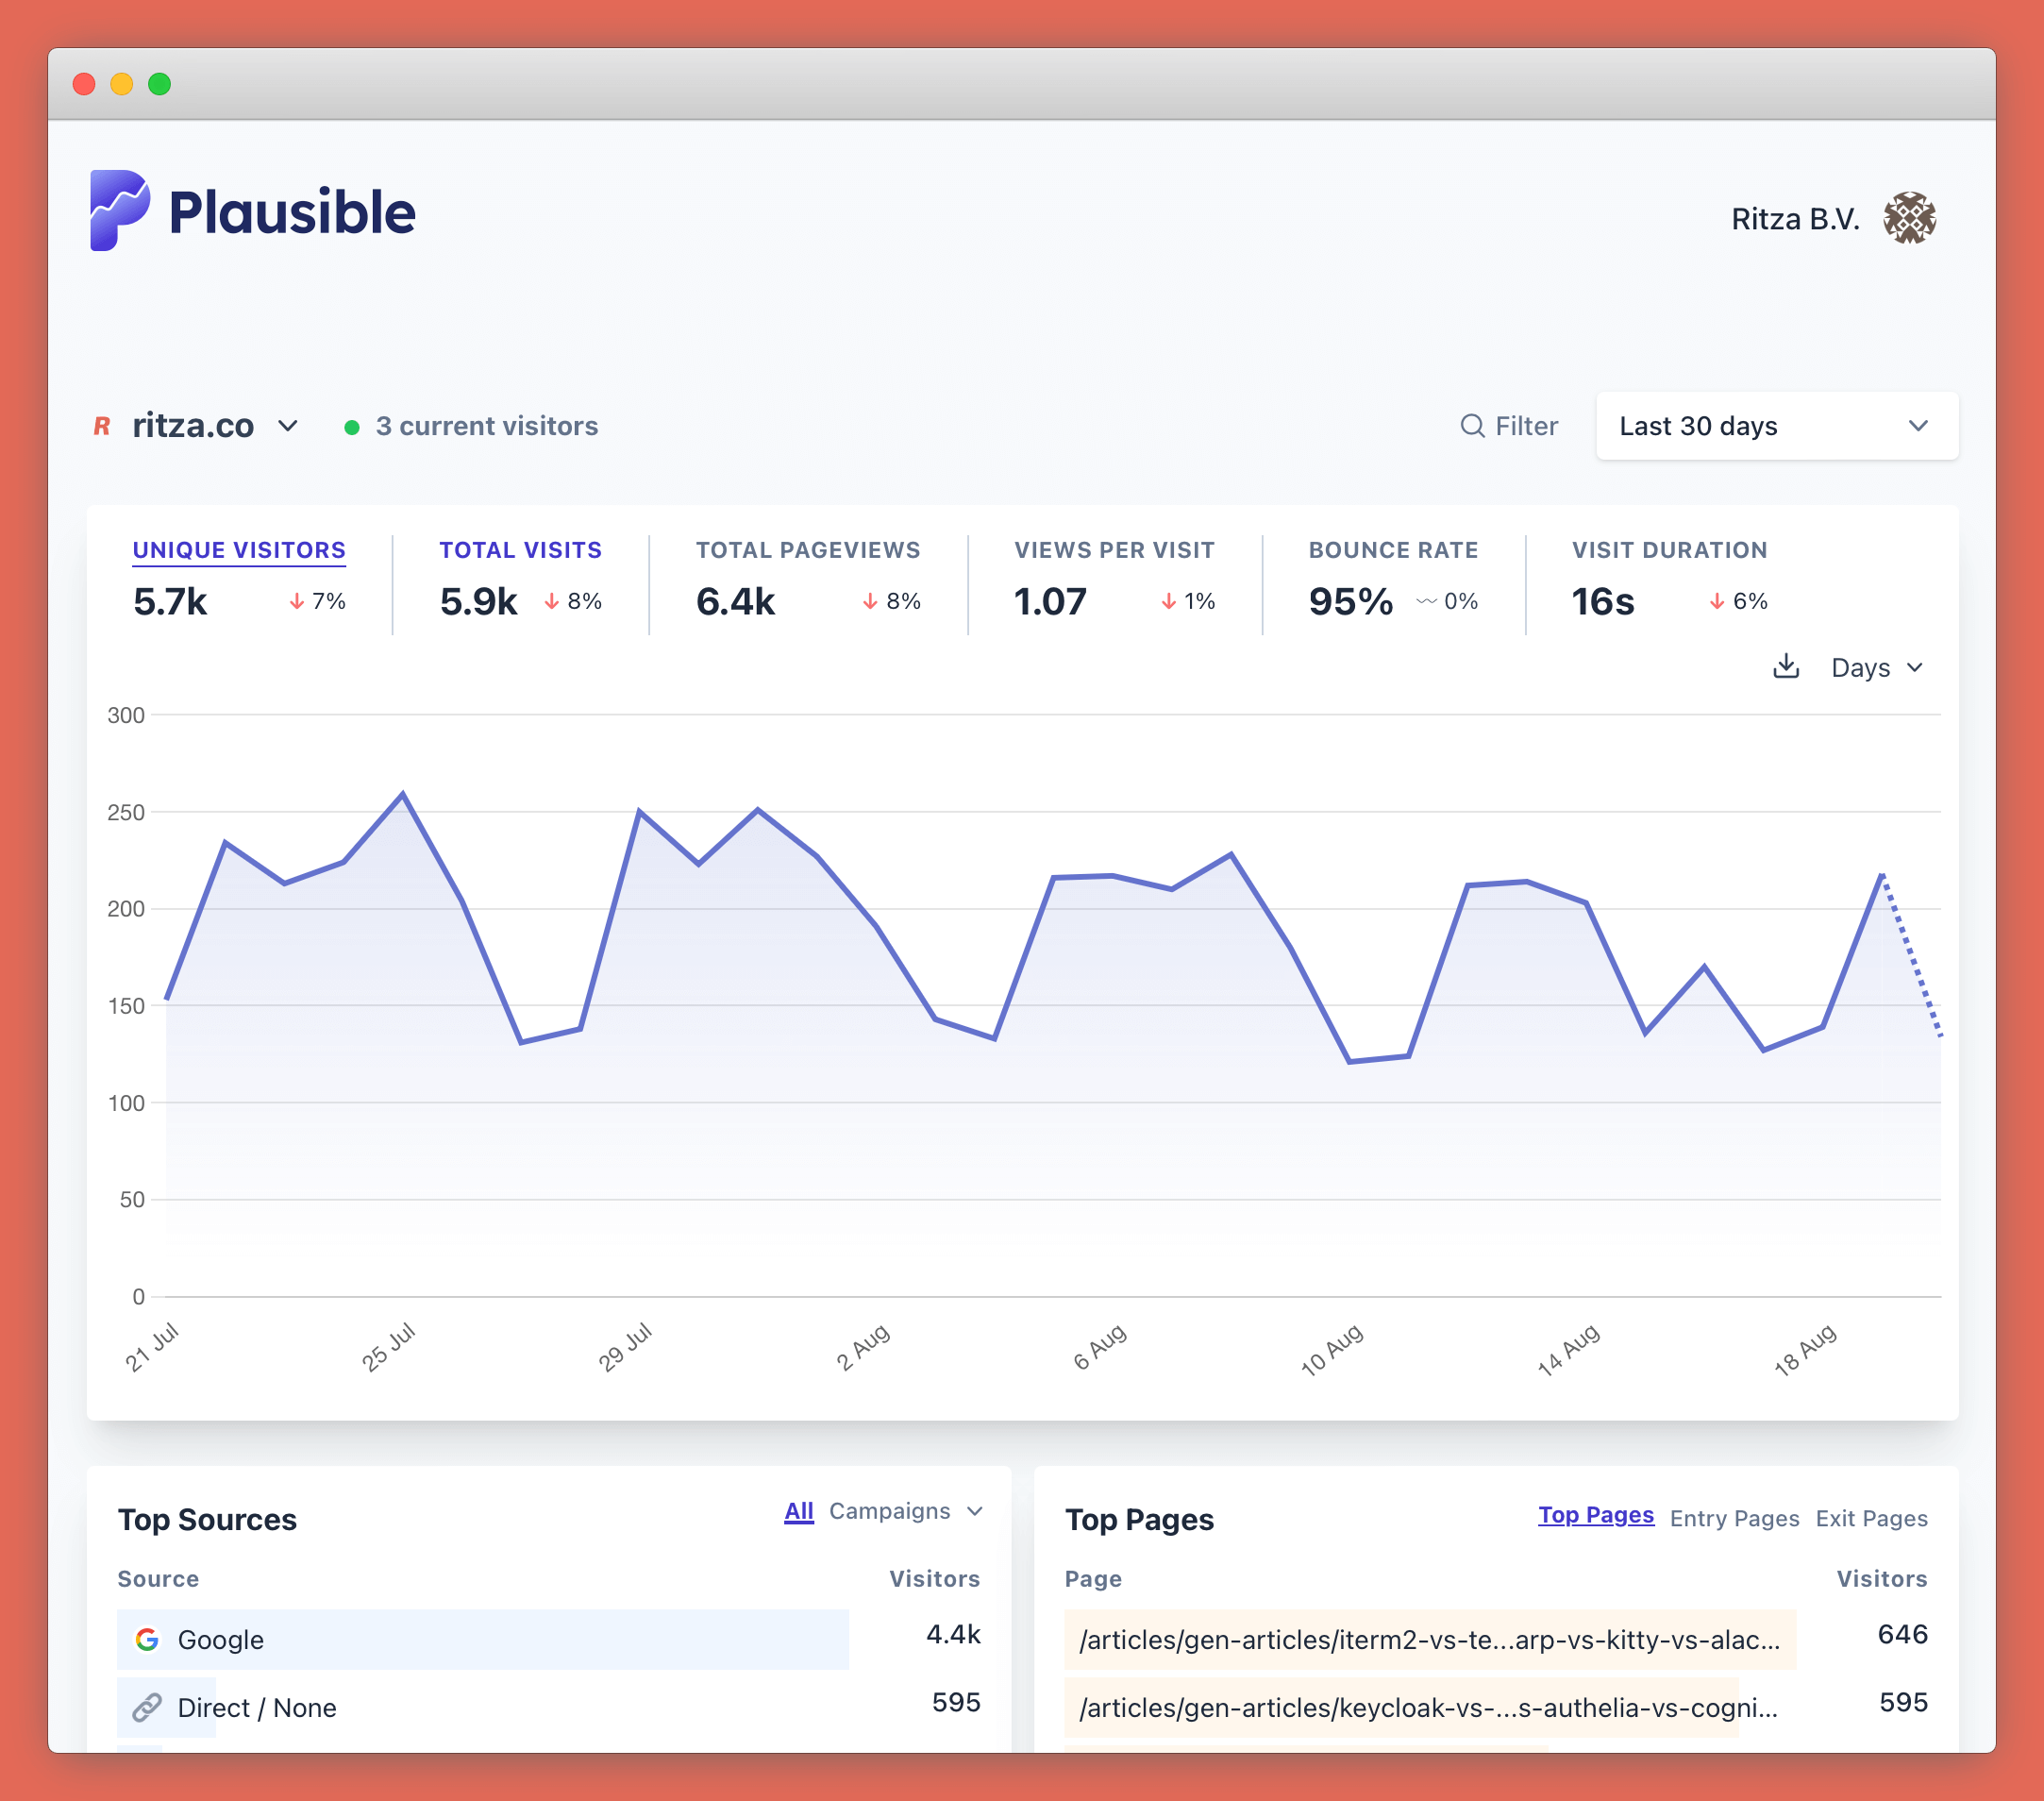 Plausible
Ritza B.V.
R ritza.co
3 current visitors
Filter
Last 30 days
UNIQUE VISITORS
5.7k 7%
TOTAL VISITS
5.9k 8%
TOTAL PAGEVIEWS
6.4k 8%
VIEWS PER VISIT
1.07 1%
BOUNCE RATE
95% 0%
VISIT DURATION
16s 6%
Days
300
250
200
150
100
50
0
21 Jul
25 Jul
29 Jul
2 Aug
6 Aug
10 Aug
14 Aug
18 Aug
Top Sources
All Campaigns
Source Visitors
Google 4.4k
Direct / None 595
Top Pages
Top Pages Entry Pages Exit Pages
Page Visitors
/articles/gen-articles/iterm2-vs-te...arp-vs-kitty-vs-alac... 646
/articles/gen-articles/keycloak-vs-...s-authelia-vs-cogni... 595